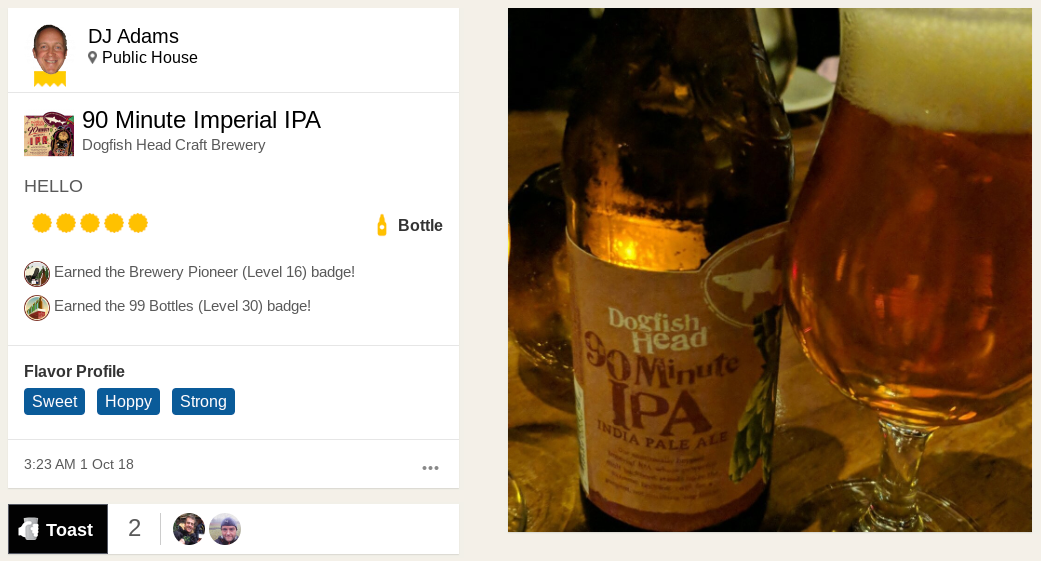 DJ Adams
Public House
90 Minute Imperial IPA
Dogfish Head Craft Brewery
HELLO
Bottle
Earned the Brewery Pioneer (Level 16) badge!
Earned the 99 Bottles (Level 30) badge!
Flavor Profile
Sweet Hoppy Strong
3:23 AM 1 Oct 18
Toast 2
Dogfish
Head
90 Minute
IPA
INDIA PALE ALE